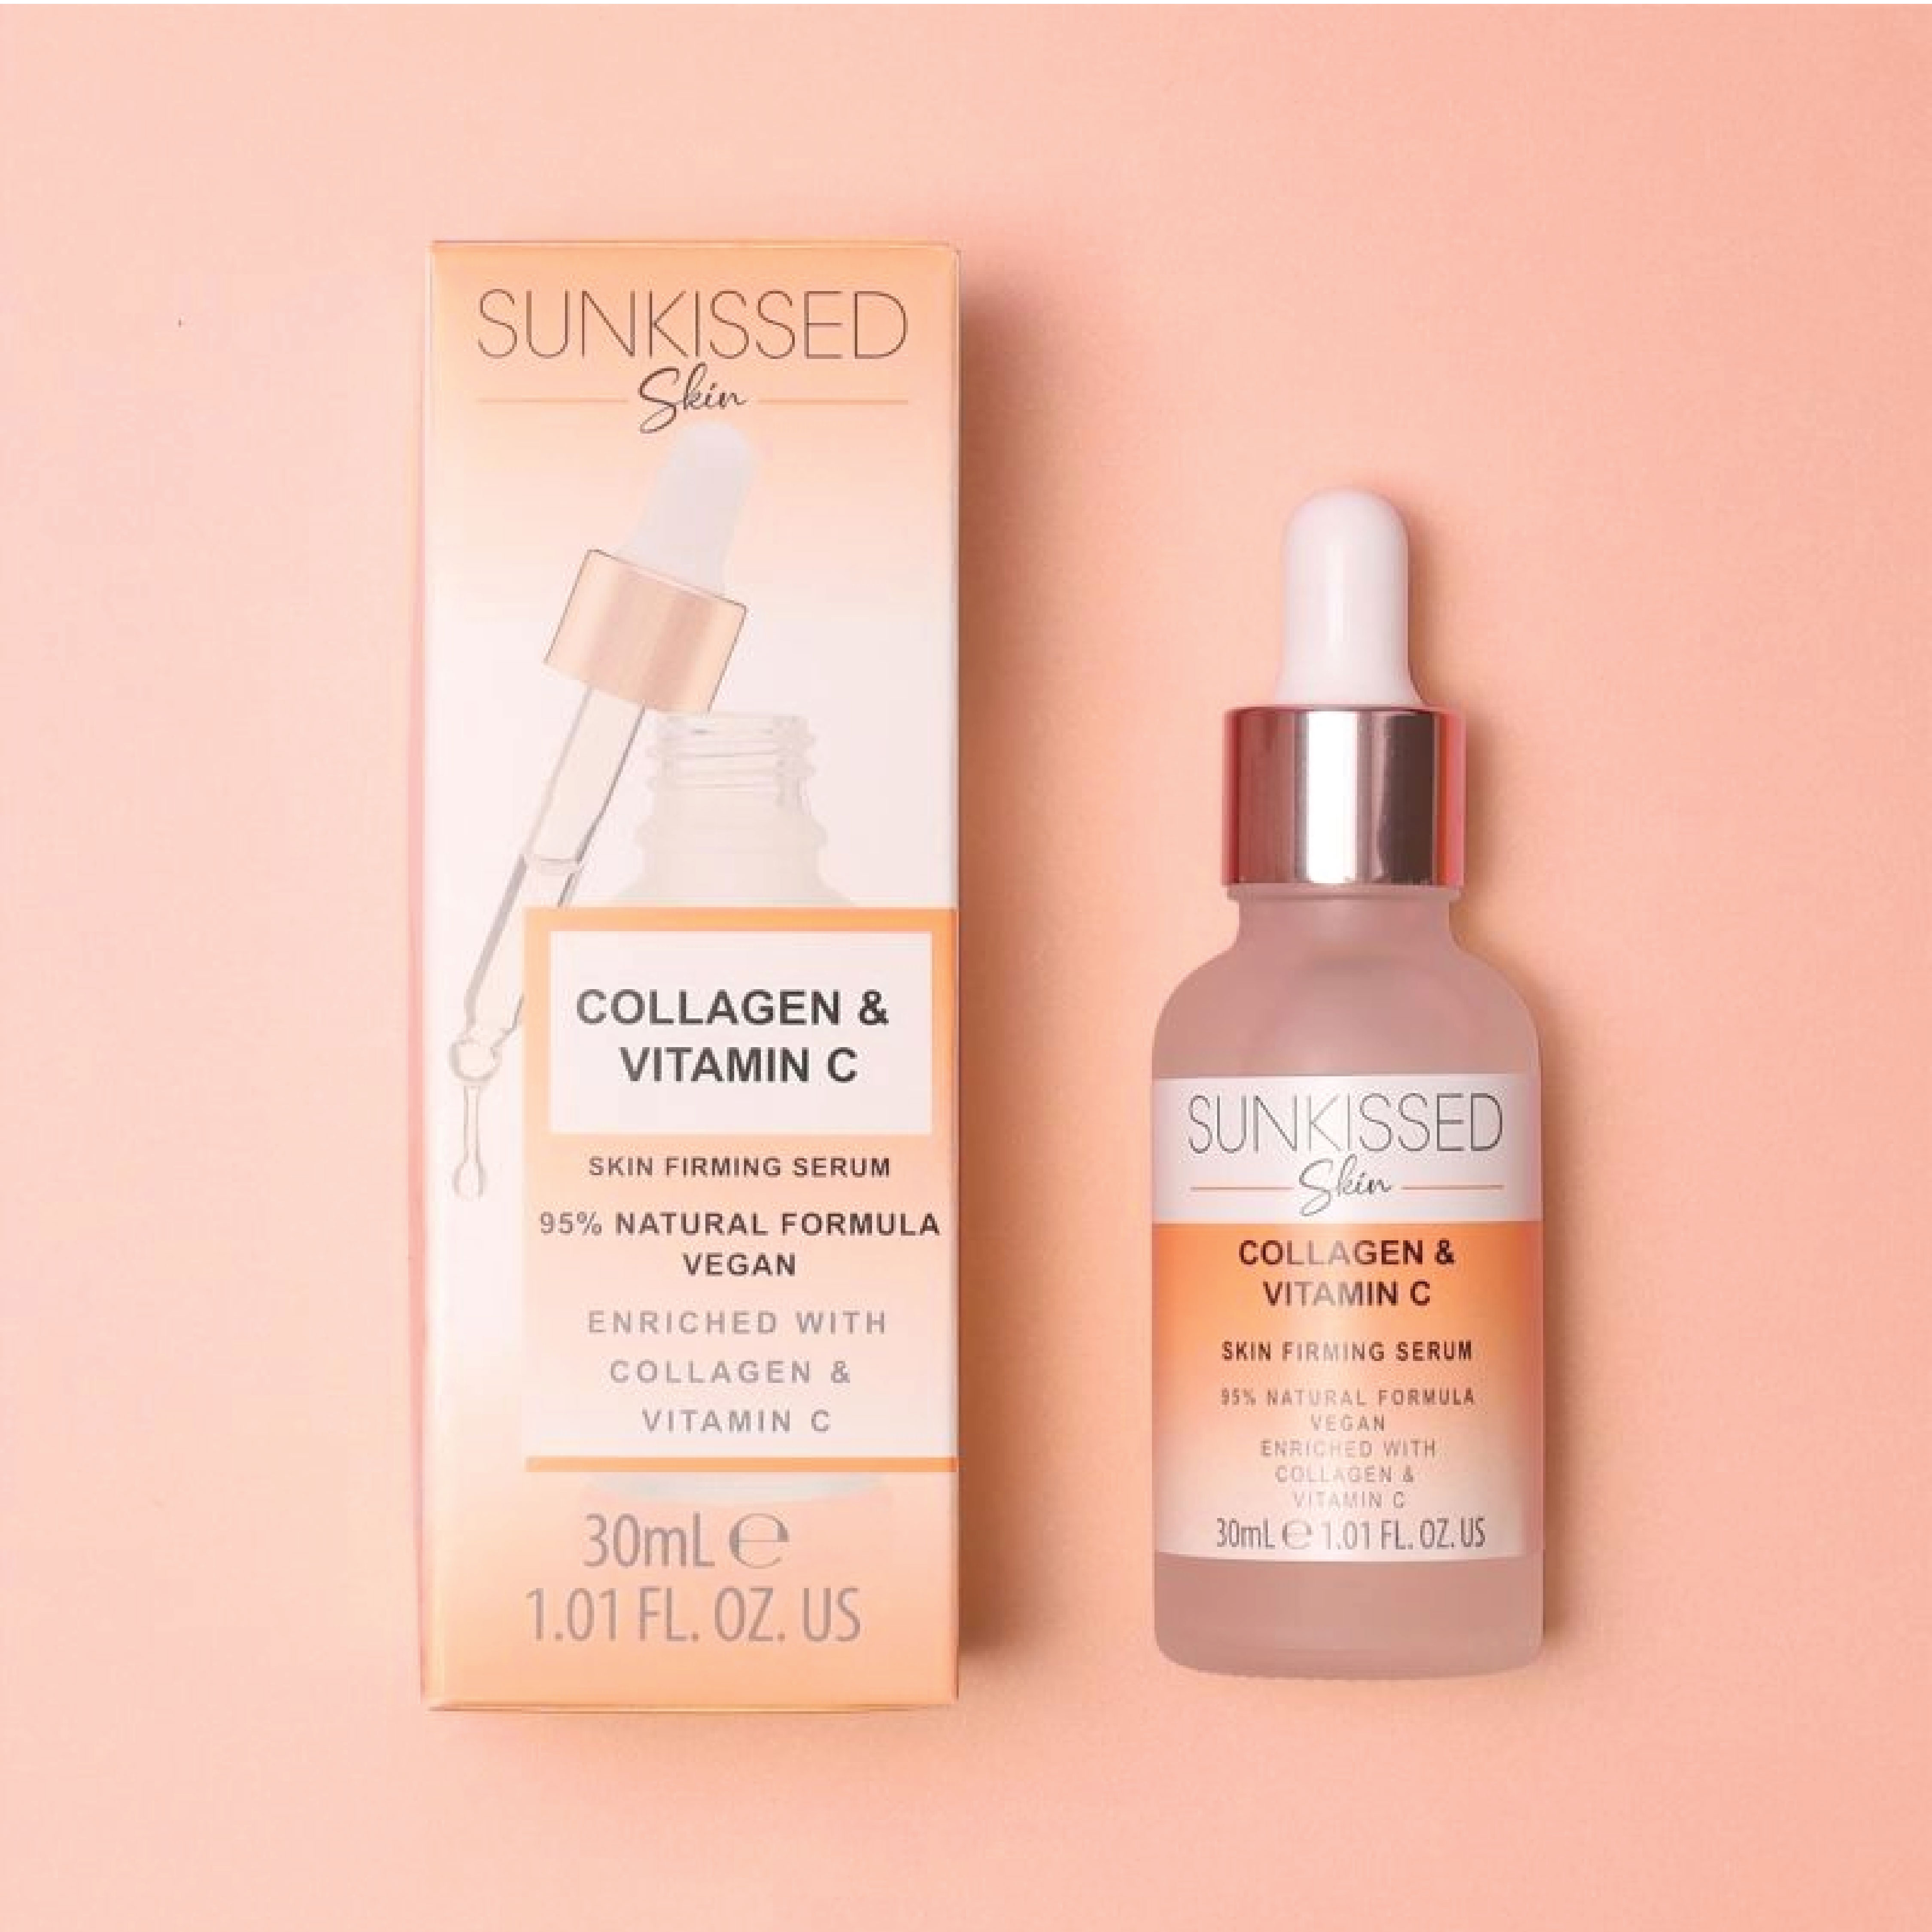 SUNKISSED
Skin
COLLAGEN &
VITAMIN C
SKIN FIRMING SERUM
95% NATURAL FORMULA
VEGAN
ENRICHED WITH
COLLAGEN &
VITAMIN C
30mL ℮
1.01 FL. OZ. US
SUNKISSED
Skin
COLLAGEN &
VITAMIN C
SKIN FIRMING SERUM
95% NATURAL FORMULA
VEGAN
ENRICHED WITH
COLLAGEN &
VITAMIN C
30mL ℮ 1.01 FL. OZ. US